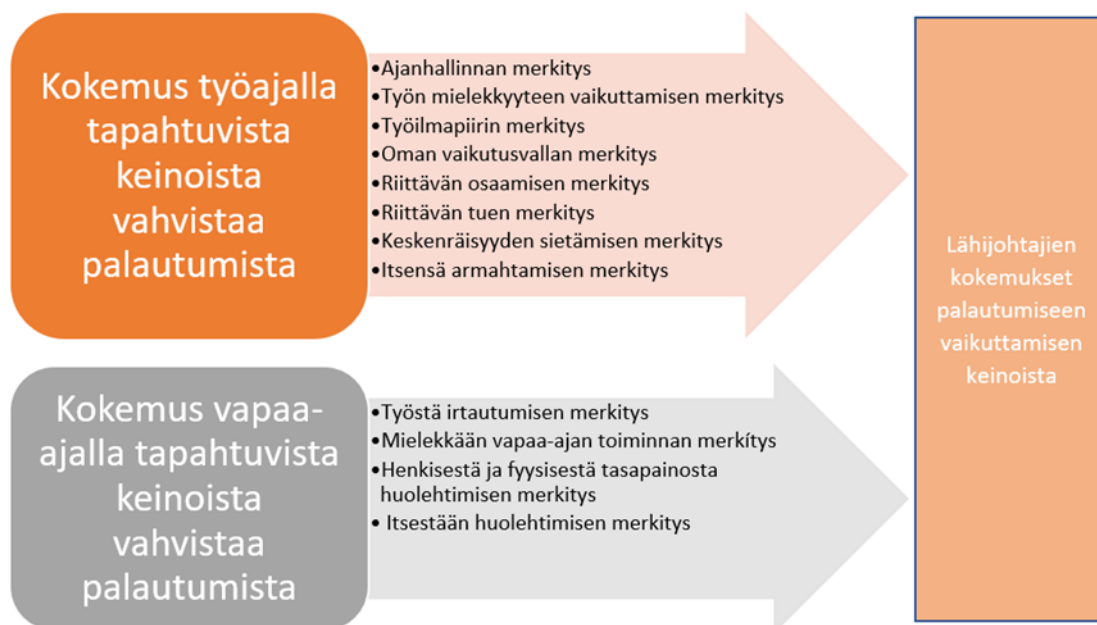 Kokemus työajalla
tapahtuvista
keinoista
vahvistaa
palautumista
•Ajanhallinnan merkitys
•Työn mielekkyyteen vaikuttamisen merkitys
•Työilmapiirin merkitys
•Oman vaikutusvallan merkitys
•Riittävän osaamisen merkitys
•Riittävän tuen merkitys
•Keskenräisyyden sietämisen merkitys
•Itsensä armahtamisen merkitys
Kokemus vapaa-
ajalla tapahtuvista
keinoista
vahvistaa
palautumista
•Työstä irtautumisen merkitys
•Mielekkään vapaa-ajan toiminnan merkítys
•Henkisestä ja fyysisestä tasapainosta
huolehtimisen merkitys
• Itsestään huolehtimisen merkitys
Lähijohtajien
kokemukset
palautumiseen
vaikuttamisen
keinoista